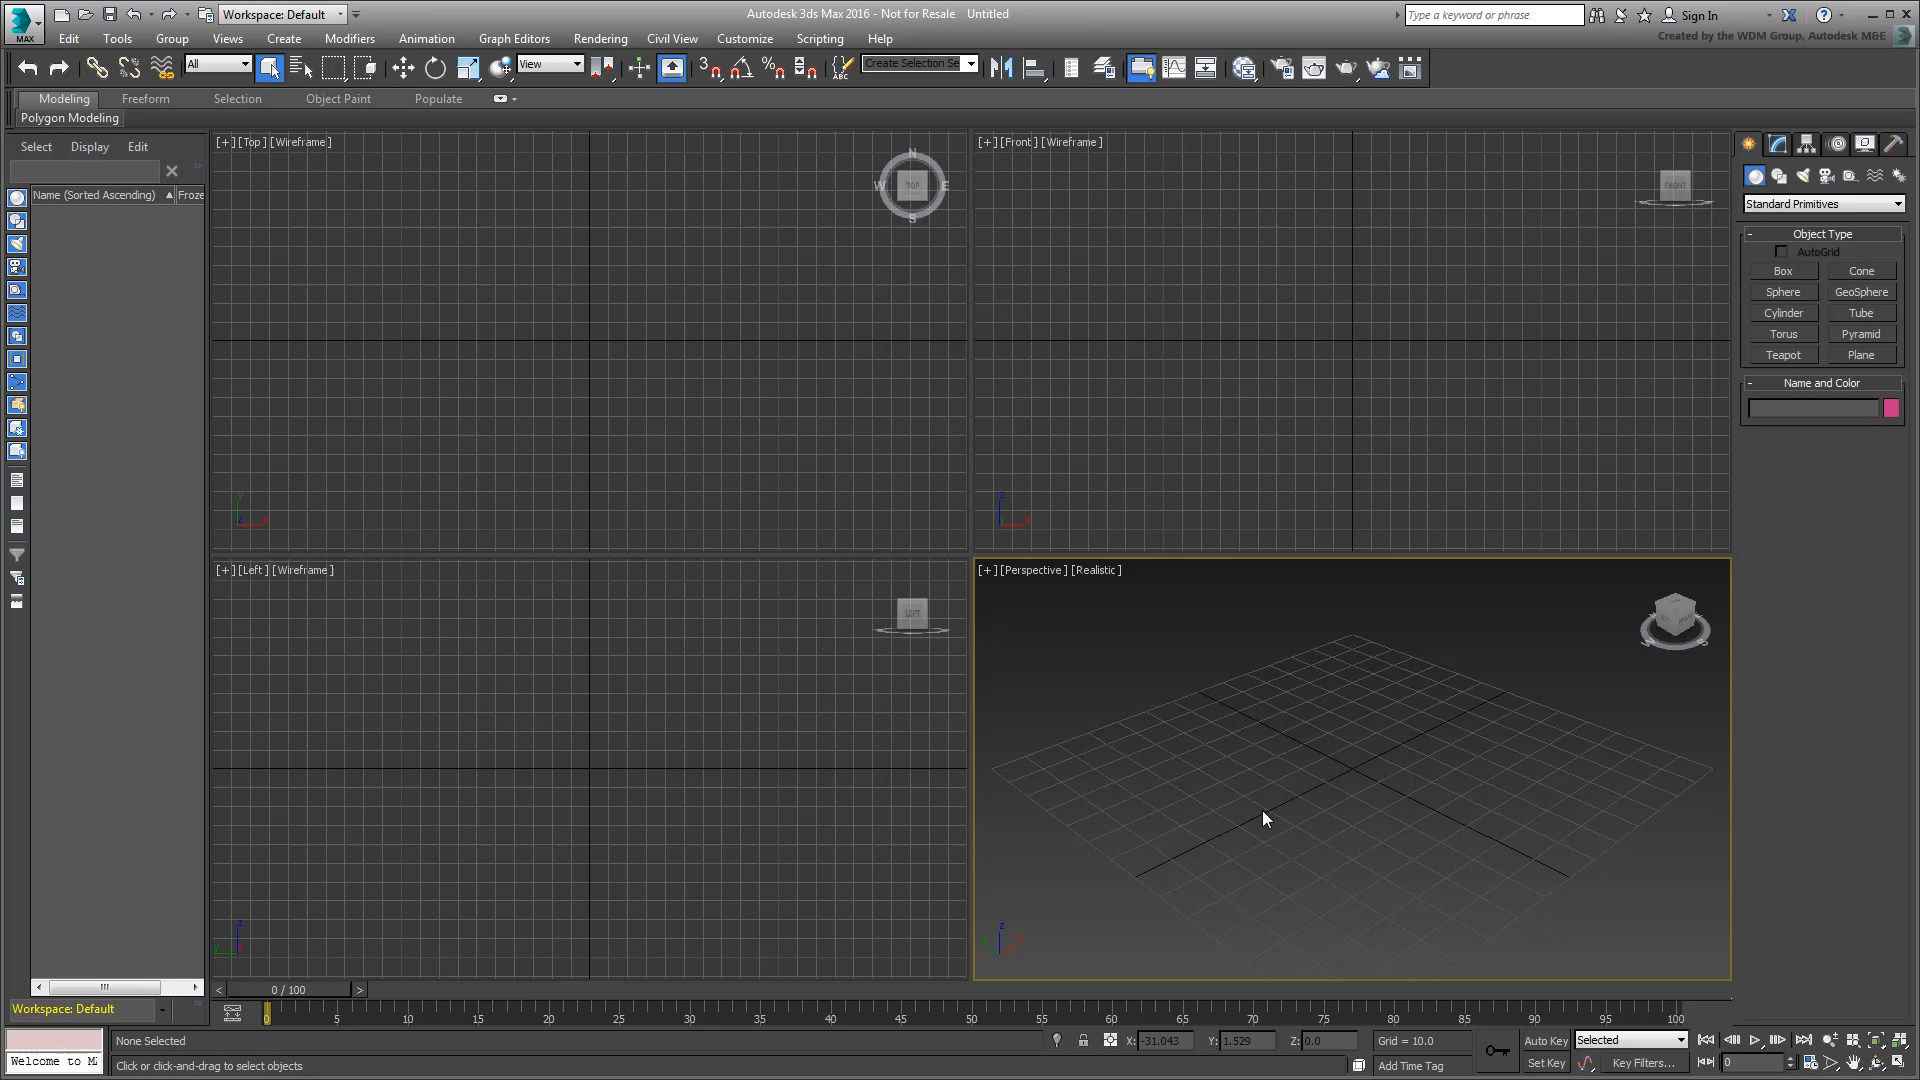 Workspace: Default
Autodesk 3ds Max 2016 - Not for Resale Untitled
Type a keyword or phrase
Sign In
MAX
Edit Tools Group Views Create Modifiers Animation Graph Editors Rendering Civil View Customize Scripting Help
Created by the WDM Group, Autodesk M&E
All
View
3
%
ABC
Create Selection Se
Modeling Freeform Selection Object Paint Populate
Polygon Modeling
Select Display Edit
Name (Sorted Ascending) Froze
[+] [Top ] [Wireframe ]
N
W TOP E
S
y
z x
[+] [Front ] [Wireframe ]
FRONT
z
y x
[+] [Left ] [Wireframe ]
LEFT
z
y x
[+] [Perspective ] [Realistic ]
W S
z
y x
Standard Primitives
- Object Type
AutoGrid
Box Cone
Sphere GeoSphere
Cylinder Tube
Torus Pyramid
Teapot Plane
- Name and Color
< 0 / 100 >
Workspace: Default
0 5 10 15 20 25 30 35 40 45 50 55 60 65 70 75 80 85 90 95 100
None Selected
X: -31.043 Y: 1.529 Z: 0.0
Grid = 10.0
Auto Key Selected
Welcome to M
Click or click-and-drag to select objects
Add Time Tag
Set Key Key Filters...
0